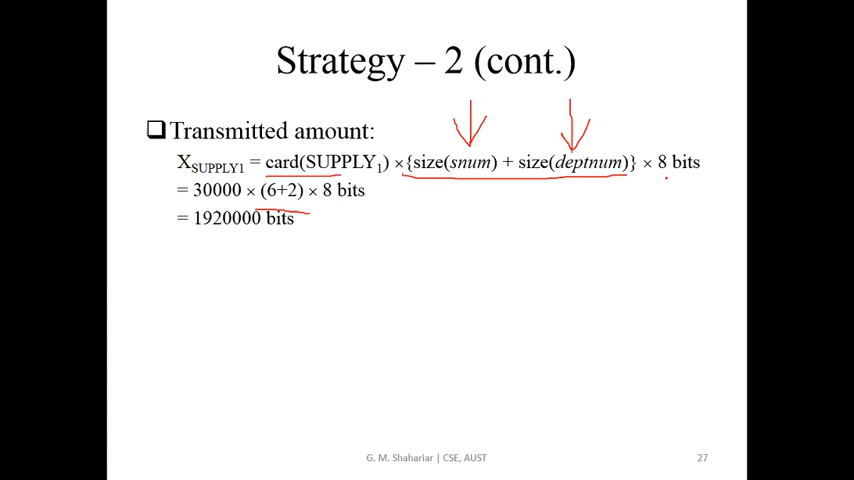 Strategy – 2 (cont.)
❑Transmitted amount:
X_SUPPLY1 = card(SUPPLY₁) ×{size(snum) + size(deptnum)} × 8 bits
= 30000 × (6+2) × 8 bits
= 1920000 bits
G. M. Shahariar | CSE, AUST
27